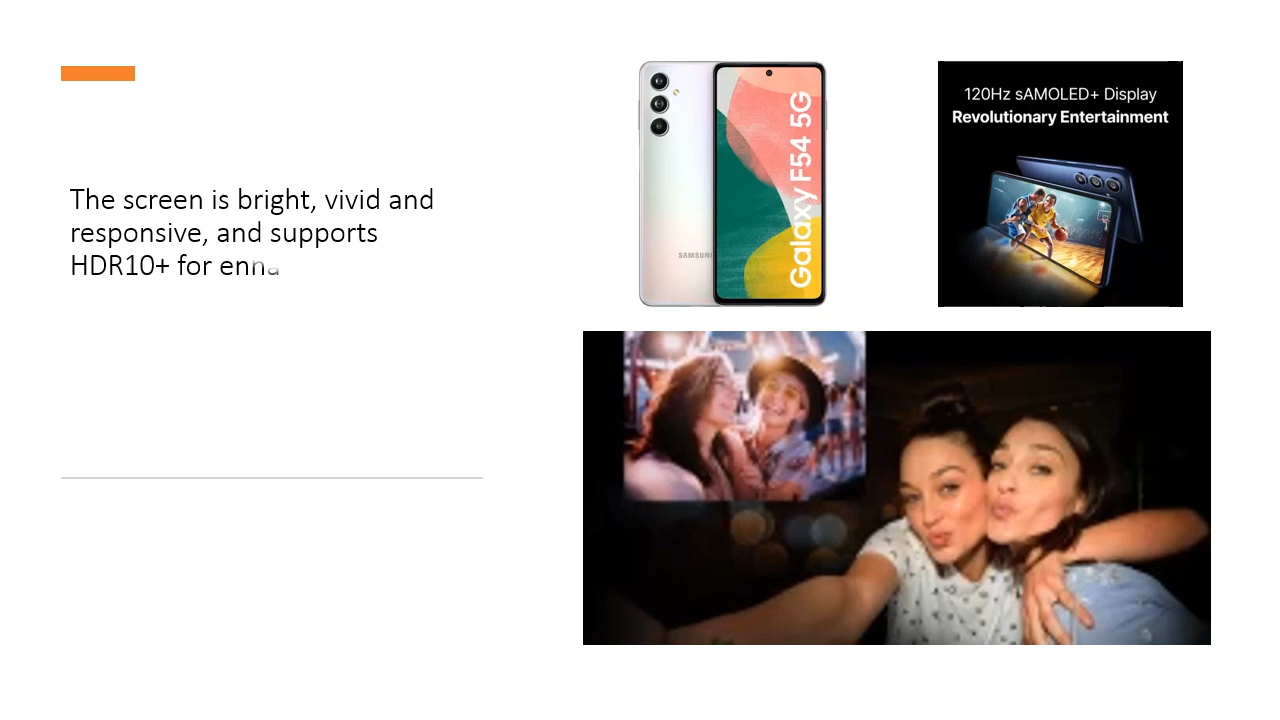 The screen is bright, vivid and
responsive, and supports
HDR10+ for
SAMSUNG
Galaxy F54 5G
120Hz sAMOLED+ Display
Revolutionary Entertainment